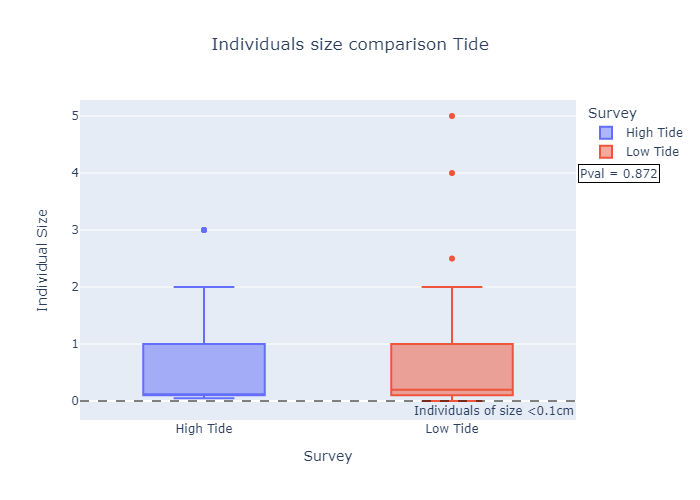 Individuals size comparison Tide
Survey
High Tide
Low Tide
Pval = 0.872
Individual Size
5
4
3
2
1
0
Individuals of size <0.1cm
High Tide
Low Tide
Survey